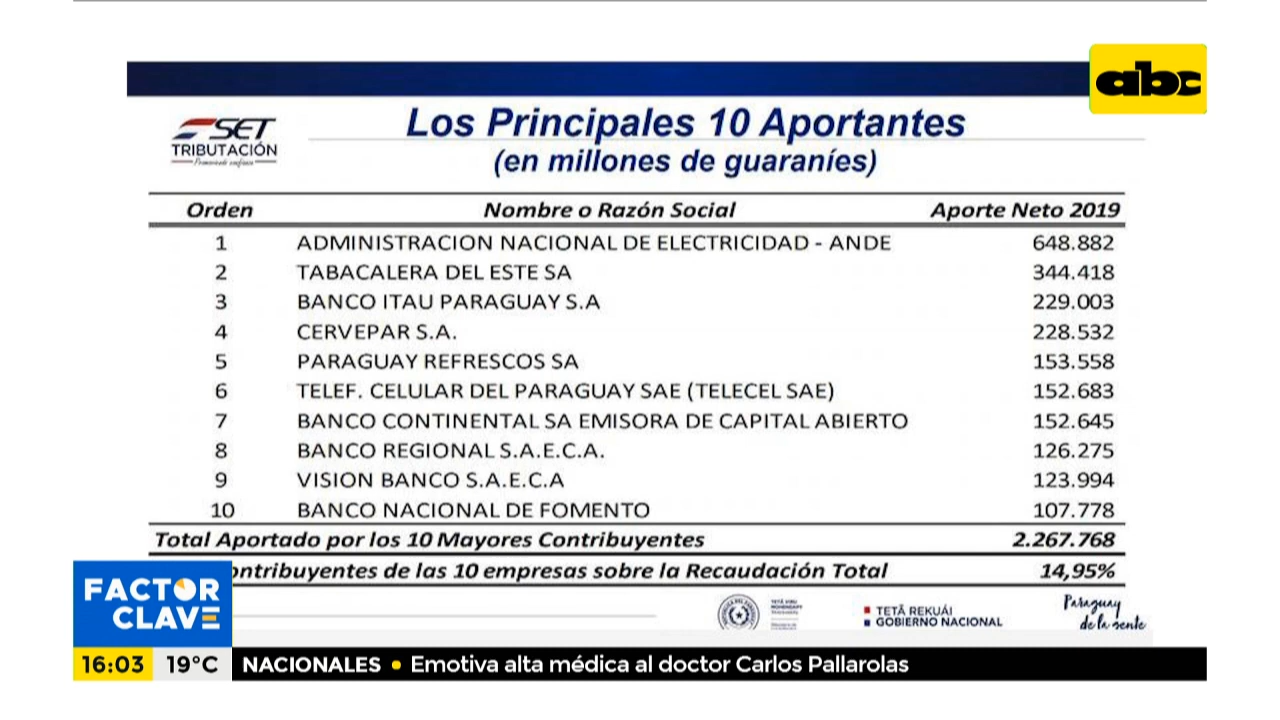 abc
SET
TRIBUTACIÓN
Los Principales 10 Aportantes
(en millones de guaraníes)
Orden Nombre o Razón Social Aporte Neto 2019
1 ADMINISTRACION NACIONAL DE ELECTRICIDAD - ANDE 648.882
2 TABACALERA DEL ESTE SA 344.418
3 BANCO ITAU PARAGUAY S.A 229.003
4 CERVEPAR S.A. 228.532
5 PARAGUAY REFRESCOS SA 153.558
6 TELEF. CELULAR DEL PARAGUAY SAE (TELECEL SAE) 152.683
7 BANCO CONTINENTAL SA EMISORA DE CAPITAL ABIERTO 152.645
8 BANCO REGIONAL S.A.E.C.A. 126.275
9 VISION BANCO S.A.E.C.A 123.994
10 BANCO NACIONAL DE FOMENTO 107.778
Total Aportado por los 10 Mayores Contribuyentes 2.267.768
ontribuyentes de las 10 empresas sobre la Recaudación Total 14,95%
TETÃ REKUÁI
GOBIERNO NACIONAL
Paraguay
de la gente
FACTOR
CLAVE
16:03 19°C NACIONALES • Emotiva alta médica al doctor Carlos Pallarolas